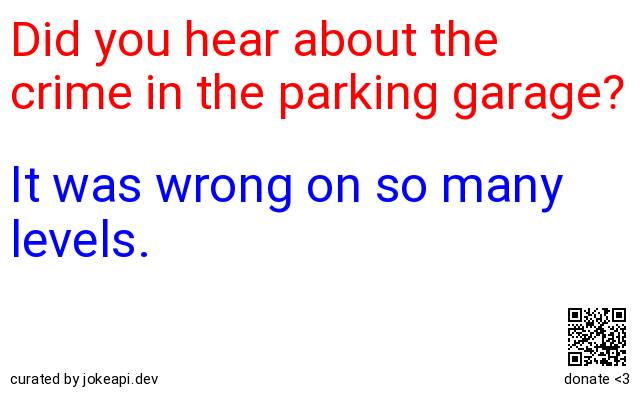 Did you hear about the
crime in the parking garage?
It was wrong on so many
levels.
curated by jokeapi.dev
donate <3